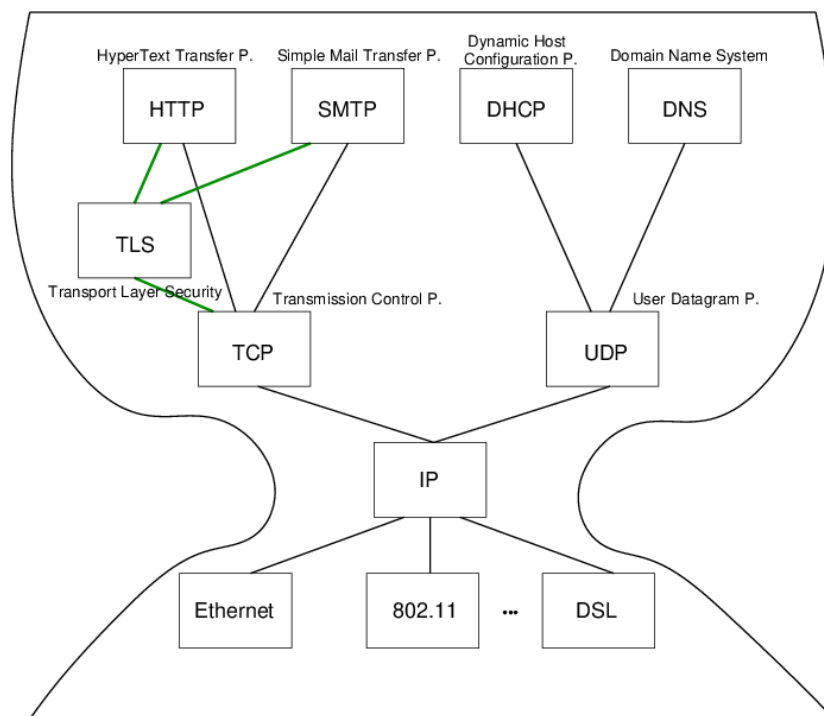 HyperText Transfer P.
Simple Mail Transfer P.
Dynamic Host
Configuration P.
Domain Name System
HTTP
SMTP
DHCP
DNS
TLS
Transport Layer Security
Transmission Control P.
User Datagram P.
TCP
UDP
IP
Ethernet
802.11
...
DSL